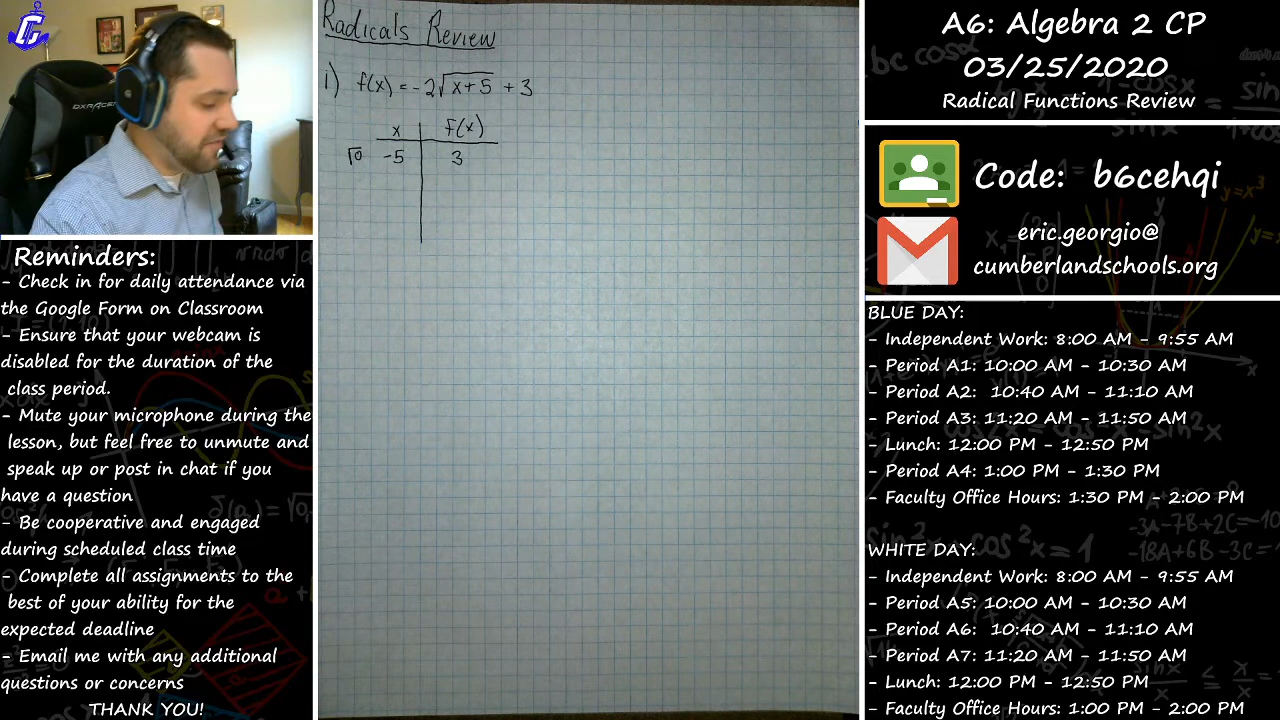 G
DXRACER
Reminders:
- Check in for daily attendance via
the Google Form on Classroom
- Ensure that your webcam is
disabled for the duration of the
class period.
- Mute your microphone during the
lesson, but feel free to unmute and
speak up or post in chat if you
have a question
- Be cooperative and engaged
during scheduled class time
- Complete all assignments to the
best of your ability for the
expected deadline
- Email me with any additional
questions or concerns
THANK YOU!
Radicals Review
1) f(x) = -2√(x+5) + 3
x f(x)
√0 -5 3
A6: Algebra 2 CP
03/25/2020
Radical Functions Review
Code: b6cehqi
eric.georgio@
cumberlandschools.org
BLUE DAY:
- Independent Work: 8:00 AM - 9:55 AM
- Period A1: 10:00 AM - 10:30 AM
- Period A2: 10:40 AM - 11:10 AM
- Period A3: 11:20 AM - 11:50 AM
- Lunch: 12:00 PM - 12:50 PM
- Period A4: 1:00 PM - 1:30 PM
- Faculty Office Hours: 1:30 PM - 2:00 PM
WHITE DAY:
- Independent Work: 8:00 AM - 9:55 AM
- Period A5: 10:00 AM - 10:30 AM
- Period A6: 10:40 AM - 11:10 AM
- Period A7: 11:20 AM - 11:50 AM
- Lunch: 12:00 PM - 12:50 PM
- Faculty Office Hours: 1:00 PM - 2:00 PM